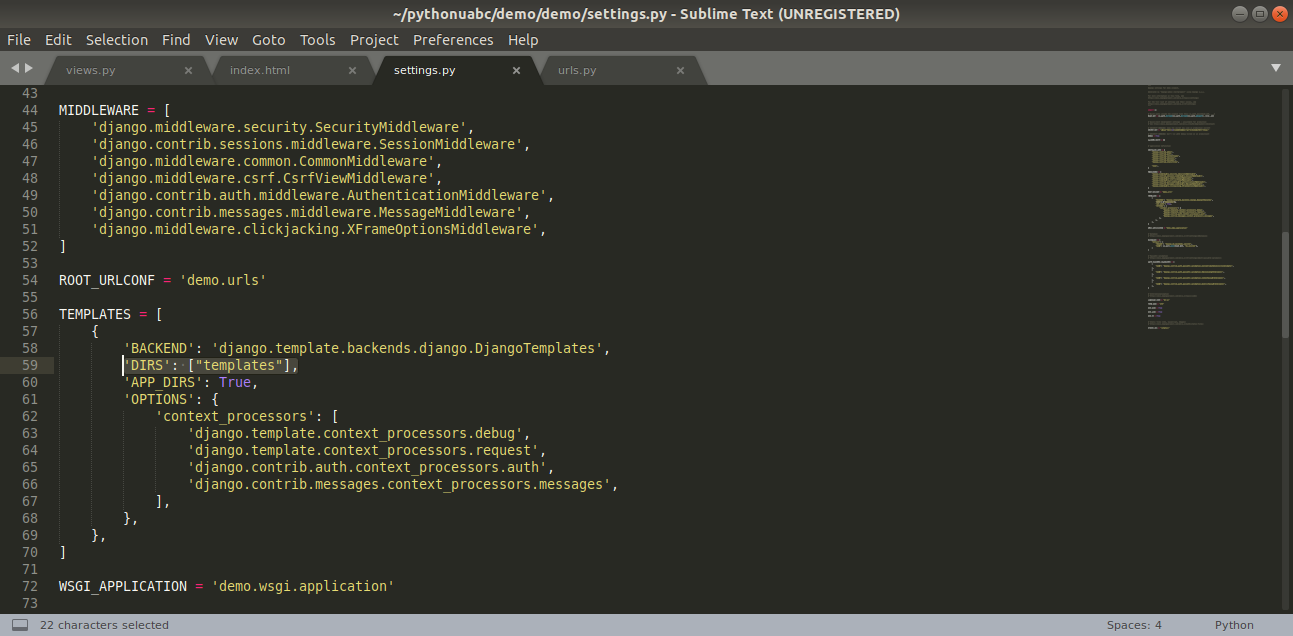 ~/pythonuabc/demo/demo/settings.py - Sublime Text (UNREGISTERED)
File Edit Selection Find View Goto Tools Project Preferences Help
views.py index.html settings.py urls.py
43
44 MIDDLEWARE = [
45 'django.middleware.security.SecurityMiddleware',
46 'django.contrib.sessions.middleware.SessionMiddleware',
47 'django.middleware.common.CommonMiddleware',
48 'django.middleware.csrf.CsrfViewMiddleware',
49 'django.contrib.auth.middleware.AuthenticationMiddleware',
50 'django.contrib.messages.middleware.MessageMiddleware',
51 'django.middleware.clickjacking.XFrameOptionsMiddleware',
52 ]
53
54 ROOT_URLCONF = 'demo.urls'
55
56 TEMPLATES = [
57 {
58 'BACKEND': 'django.template.backends.django.DjangoTemplates',
59 'DIRS': ["templates"],
60 'APP_DIRS': True,
61 'OPTIONS': {
62 'context_processors': [
63 'django.template.context_processors.debug',
64 'django.template.context_processors.request',
65 'django.contrib.auth.context_processors.auth',
66 'django.contrib.messages.context_processors.messages',
67 ],
68 },
69 },
70 ]
71
72 WSGI_APPLICATION = 'demo.wsgi.application'
73
22 characters selected Spaces: 4 Python